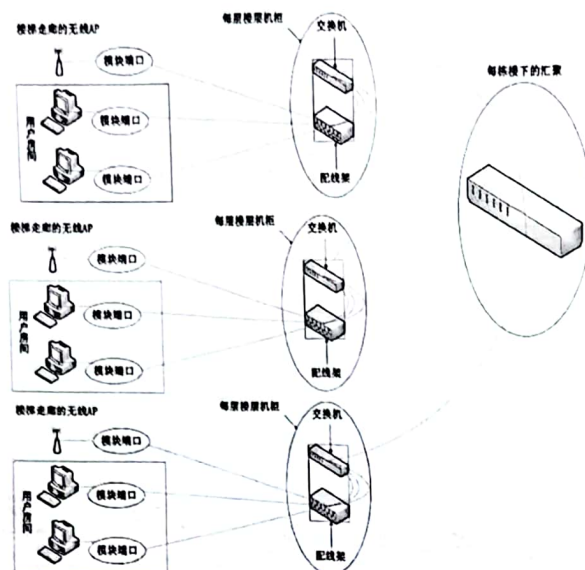 楼梯走廊的无线AP
模块端口
用户房间
模块端口
模块端口
每层楼层机柜
交换机
配线架
每栋楼下的汇聚
楼梯走廊的无线AP
模块端口
用户房间
模块端口
模块端口
每层楼层机柜
交换机
配线架
楼梯走廊的无线AP
模块端口
用户房间
模块端口
模块端口
每层楼层机柜
交换机
配线架